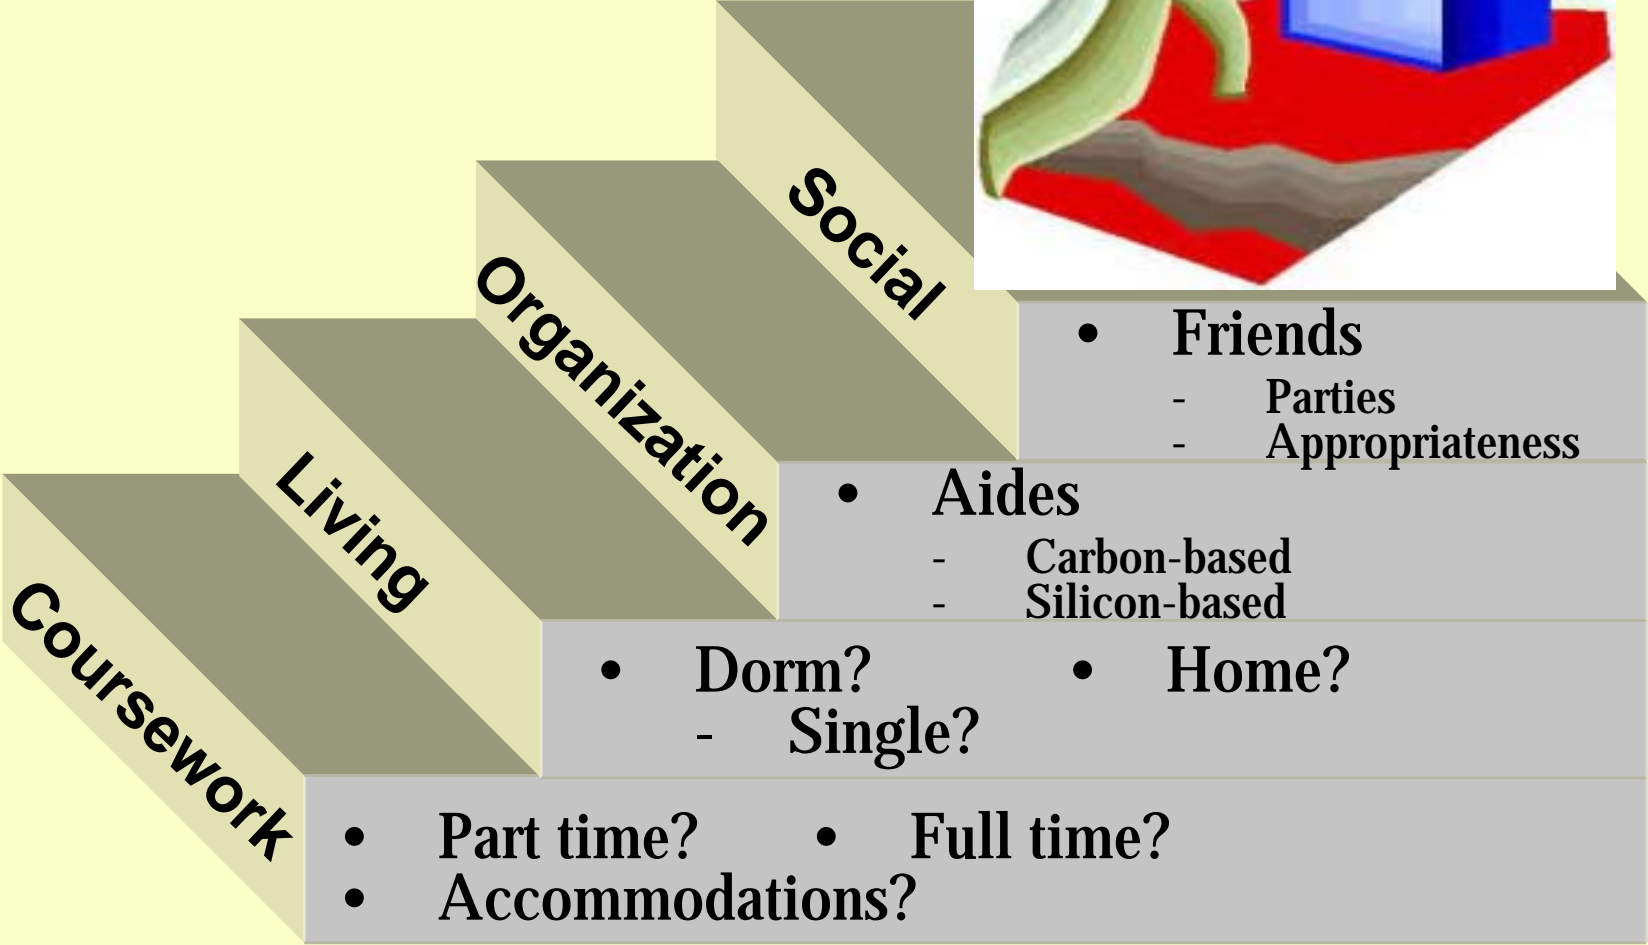 Social
• Friends
- Parties
- Appropriateness
Organization
• Aides
- Carbon-based
- Silicon-based
Living
• Dorm? • Home?
- Single?
Coursework
• Part time? • Full time?
• Accommodations?